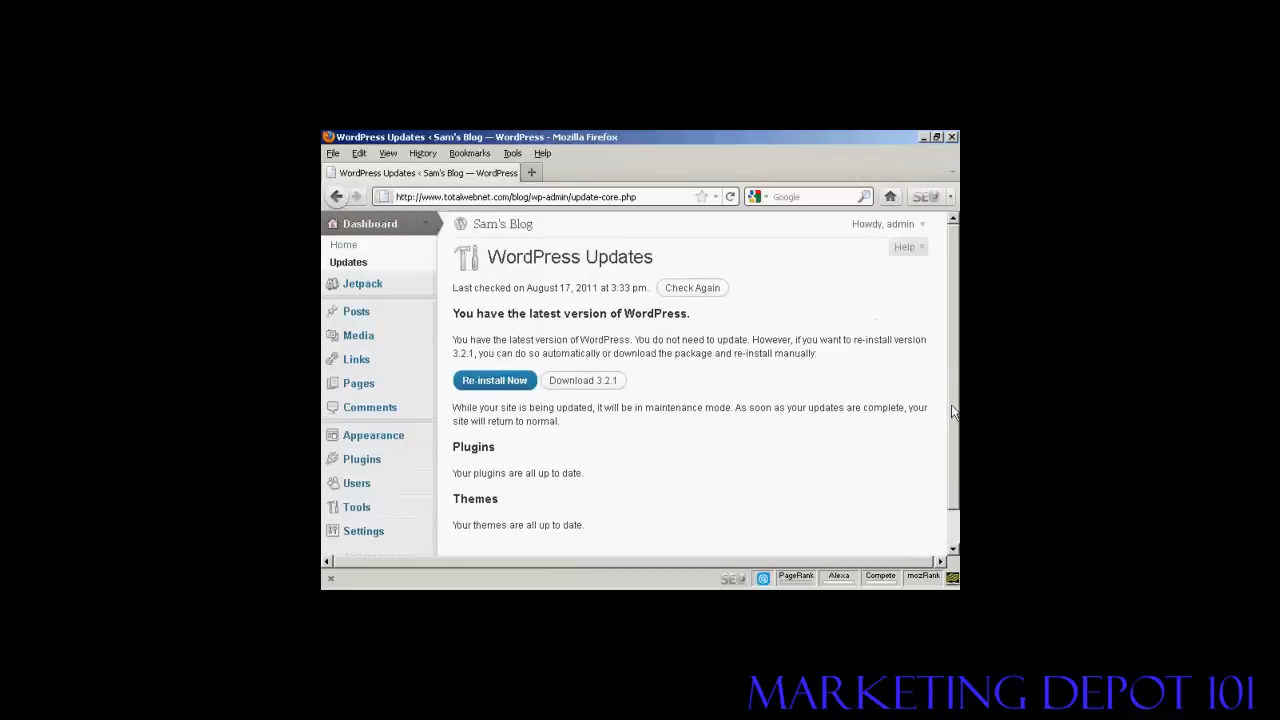 WordPress Updates ‹ Sam's Blog — WordPress - Mozilla Firefox
File Edit View History Bookmarks Tools Help
WordPress Updates ‹ Sam's Blog — WordPress
http://www.totalwebnet.com/blog/wp-admin/update-core.php
Google
SE
Dashboard
Sam's Blog
Howdy, admin
Home
Help
Updates
WordPress Updates
Jetpack
Last checked on August 17, 2011 at 3:33 pm.
Check Again
Posts
You have the latest version of WordPress.
Media
You have the latest version of WordPress. You do not need to update. However, if you want to re-install version
3.2.1, you can do so automatically or download the package and re-install manually:
Links
Pages
Re-install Now
Download 3.2.1
Comments
While your site is being updated, it will be in maintenance mode. As soon as your updates are complete, your
site will return to normal.
Appearance
Plugins
Plugins
Your plugins are all up to date.
Users
Themes
Tools
Your themes are all up to date.
Settings
SE
PageRank
Alexa
Compete
mozRank
MARKETING DEPOT 101